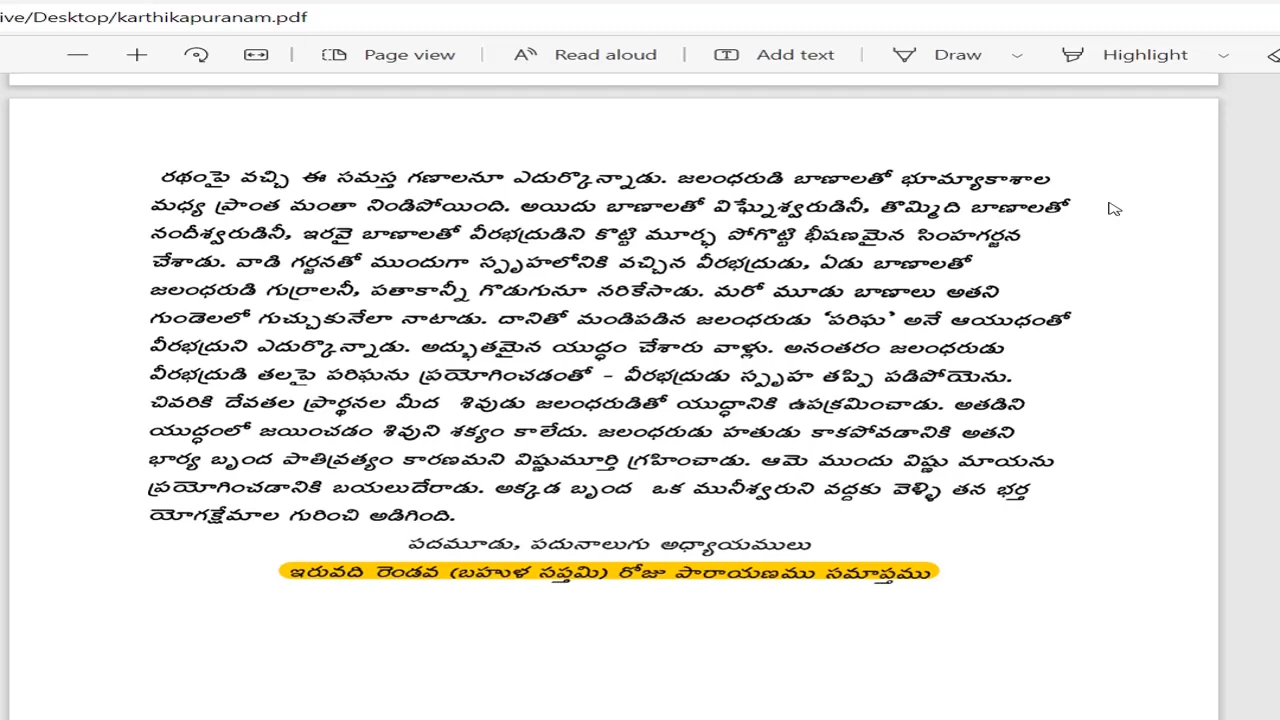 ive/Desktop/karthikapuranam.pdf
Page view Read aloud Add text Draw Highlight
రథంపై వచ్చి ఈ సమస్త గణాలనూ ఎదుర్కొన్నాడు. జలంధరుడి బాణాలతో భూమ్యాకాశాల
మధ్య ప్రాంత మంతా నిండిపోయింది. అయిదు బాణాలతో విఘ్నేశ్వరుడినీ, తొమ్మిది బాణాలతో
నందీశ్వరుడినీ, ఇరవై బాణాలతో వీరభద్రుడిని కొట్టి మూర్ఛ పోగొట్టి భీషణమైన సింహగర్జన
చేశాడు. వాడి గర్జనతో ముందుగా స్పృహలోనికి వచ్చిన వీరభద్రుడు, ఏడు బాణాలతో
జలంధరుడి గుర్రాలనీ, పతాకాన్నీ గొడుగునూ నరికేసాడు. మరో మూడు బాణాలు అతని
గుండెలలో గుచ్చుకునేలా నాటాడు. దానితో మండిపడిన జలంధరుడు ‘పరిఘ’ అనే ఆయుధంతో
వీరభద్రుని ఎదుర్కొన్నాడు. అద్భుతమైన యుద్ధం చేశారు వాళ్లు. అనంతరం జలంధరుడు
వీరభద్రుడి తలపై పరిఘను ప్రయోగించడంతో - వీరభద్రుడు స్పృహ తప్పి పడిపోయెను.
చివరికి దేవతల ప్రార్థనల మీద శివుడు జలంధరుడితో యుద్ధానికి ఉపక్రమించాడు. అతడిని
యుద్ధంలో జయించడం శివుని శక్యం కాలేదు. జలంధరుడు హతుడు కాకపోవడానికి అతని
భార్య బృంద పాతివ్రత్యం కారణమని విష్ణుమూర్తి గ్రహించాడు. ఆమె ముందు విష్ణు మాయను
ప్రయోగించడానికి బయలుదేరాడు. అక్కడ బృంద ఒక మునీశ్వరుని వద్దకు వెళ్ళి తన భర్త
యోగక్షేమాల గురించి అడిగింది.
పదమూడు, పదునాలుగు అధ్యాయములు
ఇరువది రెండవ (బహుళ సప్తమి) రోజు పారాయణము సమాప్తము